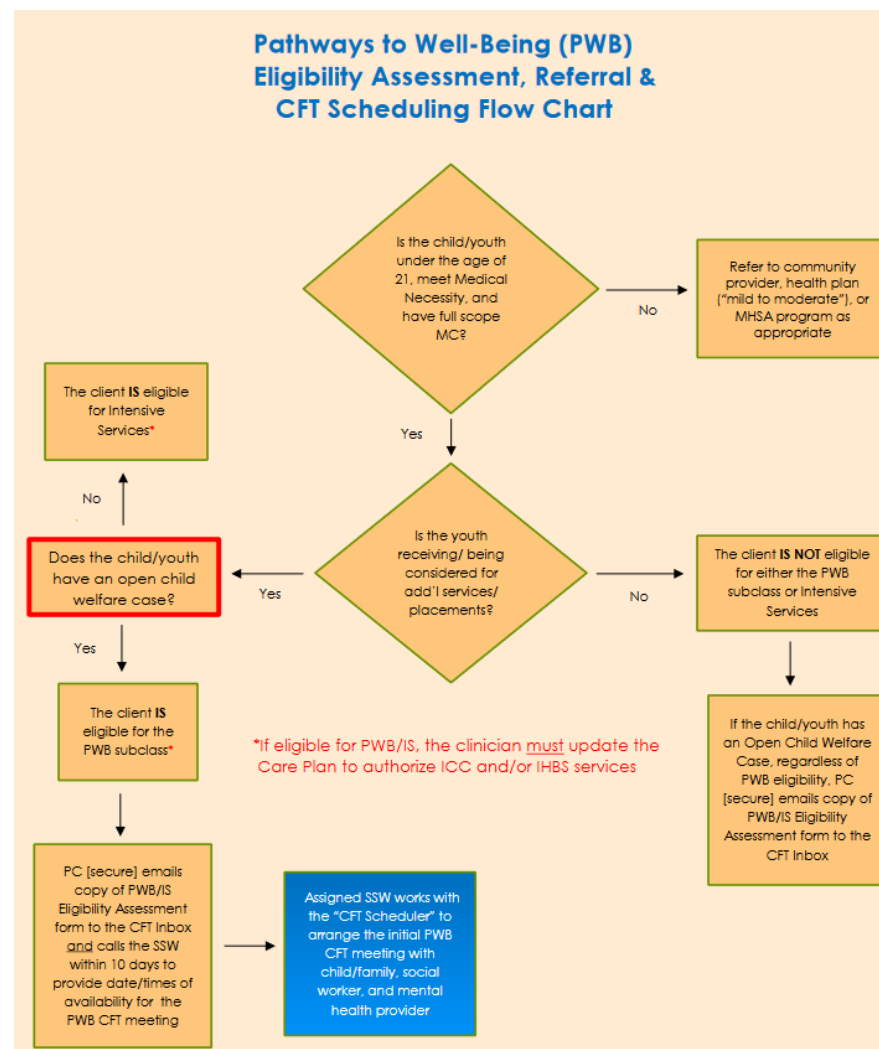 Pathways to Well-Being (PWB)
Eligibility Assessment, Referral &
CFT Scheduling Flow Chart
Is the child/youth
under the age of
21, meet Medical
Necessity, and
have full scope
MC?
No
Refer to community
provider, health plan
("mild to moderate"), or
MHSA program as
appropriate
Yes
The client IS eligible
for Intensive
Services*
No
Does the child/youth
have an open child
welfare case?
Yes
Is the youth
receiving/ being
considered for
add'l services/
placements?
No
The client IS NOT eligible
for either the PWB
subclass or Intensive
Services
Yes
The client IS
eligible for the
PWB subclass*
*If eligible for PWB/IS, the clinician must update the
Care Plan to authorize ICC and/or IHBS services
If the child/youth has
an Open Child Welfare
Case, regardless of
PWB eligibility, PC
[secure] emails copy of
PWB/IS Eligibility
Assessment form to the
CFT Inbox
PC [secure] emails
copy of PWB/IS
Eligibility Assessment
form to the CFT Inbox
and calls the SSW
within 10 days to
provide date/times of
availability for the
PWB CFT meeting
Assigned SSW works with
the "CFT Scheduler" to
arrange the initial PWB
CFT meeting with
child/family, social
worker, and mental
health provider